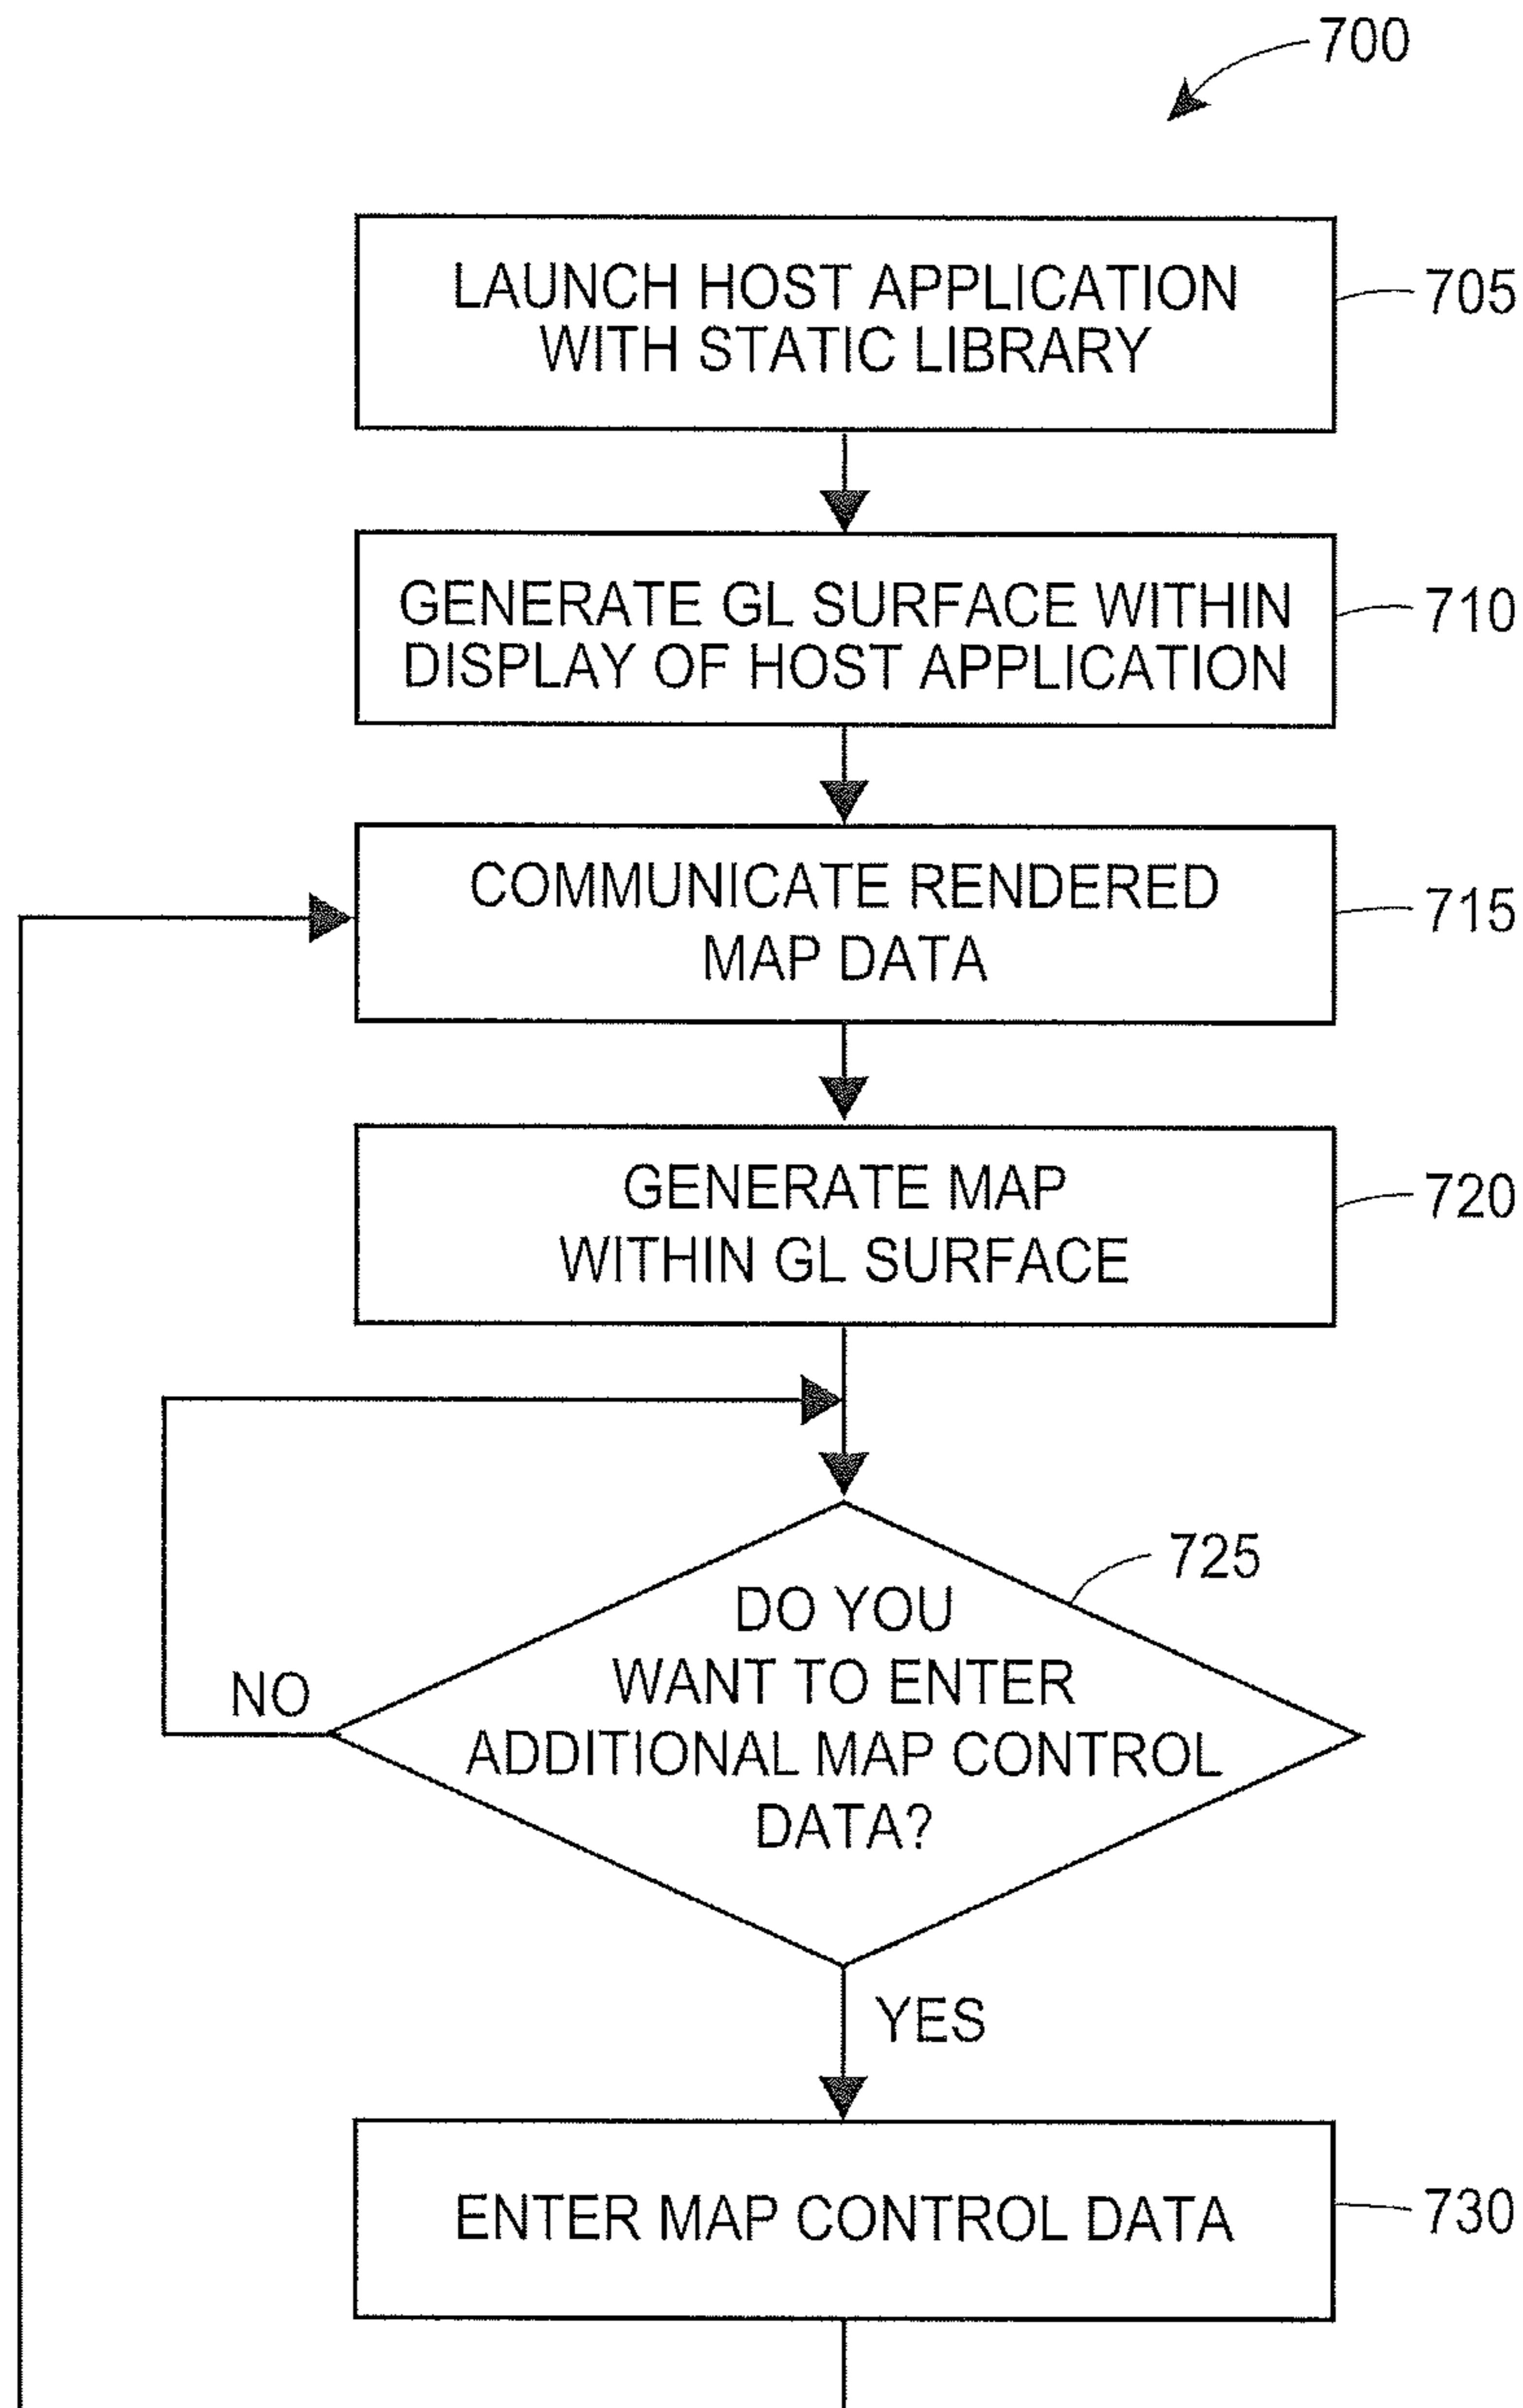 700
LAUNCH HOST APPLICATION
WITH STATIC LIBRARY
705
GENERATE GL SURFACE WITHIN
DISPLAY OF HOST APPLICATION
710
COMMUNICATE RENDERED
MAP DATA
715
GENERATE MAP
WITHIN GL SURFACE
720
725
DO YOU
WANT TO ENTER
ADDITIONAL MAP CONTROL
DATA?
NO
YES
ENTER MAP CONTROL DATA
730